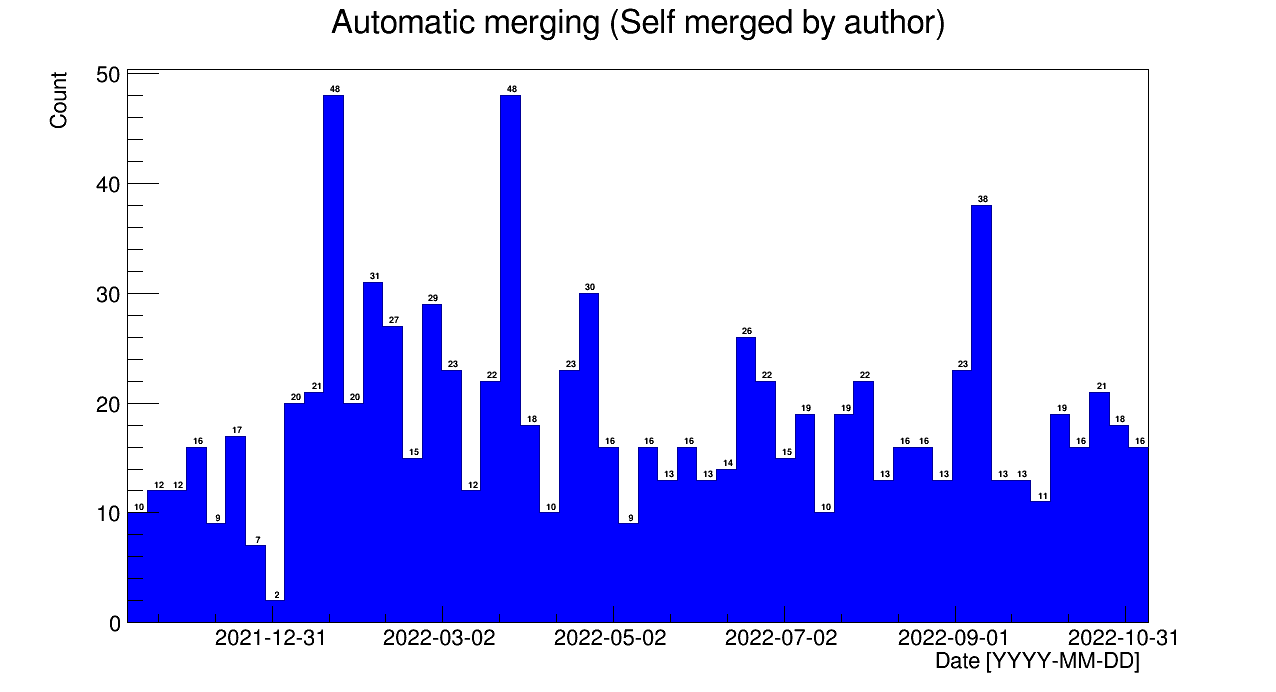 Automatic merging (Self merged by author)
Count
50
40
30
20
10
0
10 12 12 16 9 17 7 2 20 21 48 20 31 27 15 29 23 12 22 48 18 10 23 30 16 9 16 13 16 13 14 26 22 15 19 10 19 22 13 16 16 13 23 38 13 13 11 19 16 21 18 16
2021-12-31 2022-03-02 2022-05-02 2022-07-02 2022-09-01 2022-10-31
Date [YYYY-MM-DD]